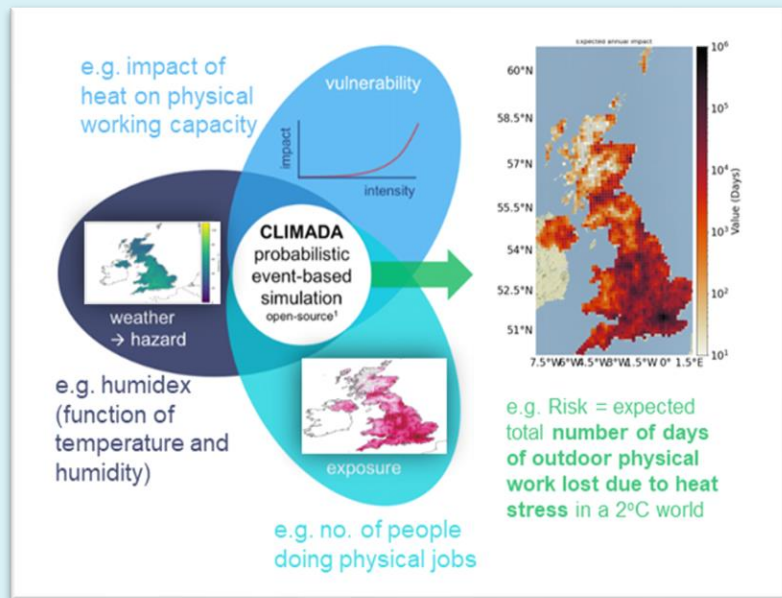 e.g. impact of
heat on physical
working capacity
vulnerability
impact
intensity
CLIMADA
probabilistic
event-based
simulation
open-source¹
weather
→ hazard
e.g. humidex
(function of
temperature and
humidity)
exposure
e.g. no. of people
doing physical jobs
Expected annual impact
60°N
58.5°N
57°N
55.5°N
54°N
52.5°N
51°N
7.5°W6°W4.5°W3°W1.5°W 0° 1.5°E
10⁶
10⁵
10⁴
10³
10²
10¹
Value (Days)
e.g. Risk = expected
total number of days
of outdoor physical
work lost due to heat
stress in a 2°C world